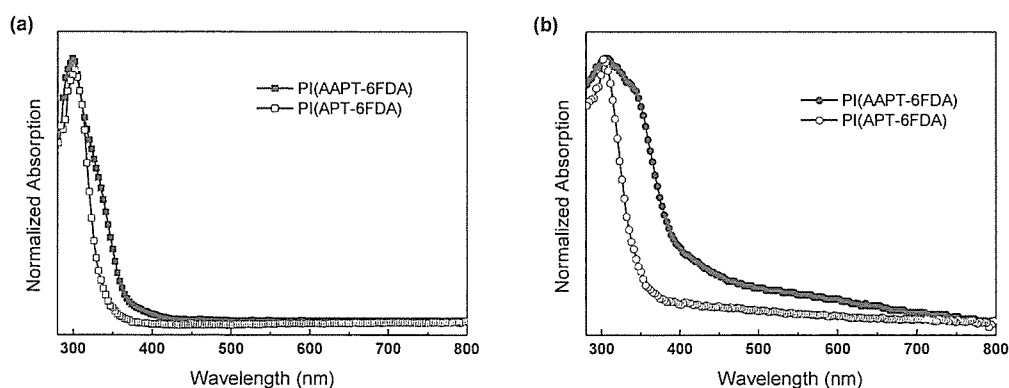 (a)
PI(AAPT-6FDA)
PI(APT-6FDA)
Normalized Absorption
300 400 500 600 700 800
Wavelength (nm)
(b)
PI(AAPT-6FDA)
PI(APT-6FDA)
Normalized Absorption
300 400 500 600 700 800
Wavelength (nm)